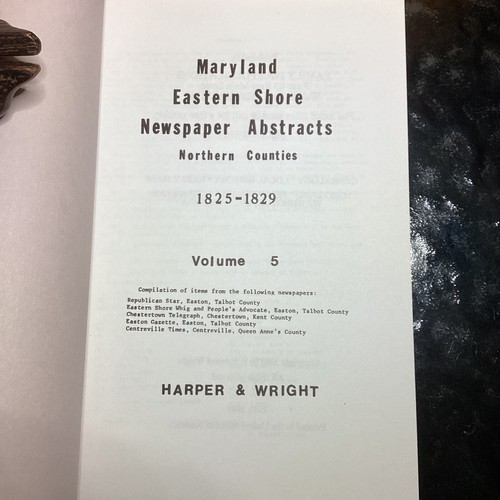 Maryland
Eastern Shore
Newspaper Abstracts
Northern Counties
1825-1829
Volume 5
Compilation of items from the following newspapers:
Republican Star, Easton, Talbot County
Eastern Shore Whig and People's Advocate, Easton, Talbot County
Chestertown Telegraph, Chestertown, Kent County
Easton Gazette, Easton, Talbot County
Centreville Times, Centreville, Queen Anne's County
HARPER & WRIGHT